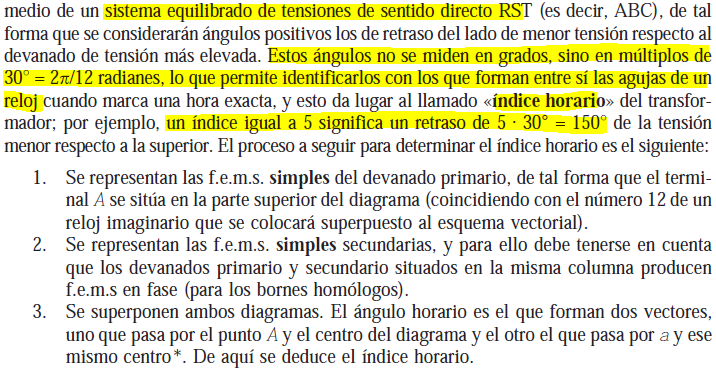 medio de un sistema equilibrado de tensiones de sentido directo RST (es decir, ABC), de tal
forma que se considerarán ángulos positivos los de retraso del lado de menor tensión respecto al
devanado de tensión más elevada. Estos ángulos no se miden en grados, sino en múltiplos de
30° = 2π/12 radianes, lo que permite identificarlos con los que forman entre sí las agujas de
un reloj cuando marca una hora exacta, y esto da lugar al llamado «índice horario» del transfor-
mador; por ejemplo, un índice igual a 5 significa un retraso de 5 · 30° = 150° de la tensión
menor respecto a la superior. El proceso a seguir para determinar el índice horario es el siguiente:
1. Se representan las f.e.m.s. simples del devanado primario, de tal forma que el termi-
nal A se sitúa en la parte superior del diagrama (coincidiendo con el número 12 de un
reloj imaginario que se colocará superpuesto al esquema vectorial).
2. Se representan las f.e.m.s. simples secundarias, y para ello debe tenerse en cuenta
que los devanados primario y secundario situados en la misma columna producen
f.e.m.s en fase (para los bornes homólogos).
3. Se superponen ambos diagramas. El ángulo horario es el que forman dos vectores,
uno que pasa por el punto A y el centro del diagrama y el otro el que pasa por a y ese
mismo centro*. De aquí se deduce el índice horario.